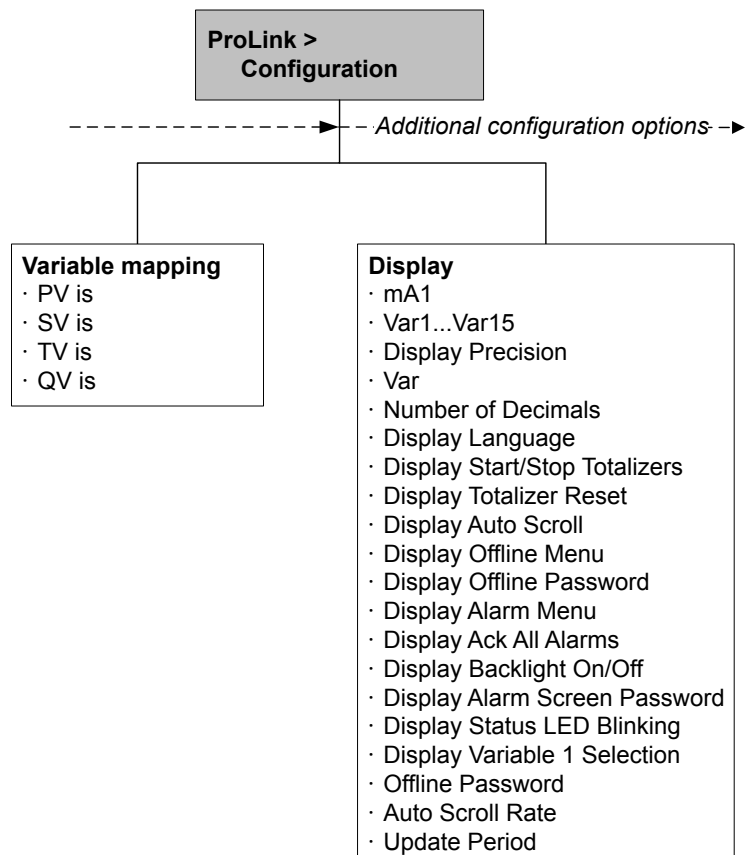 ProLink >
Configuration
Additional configuration options
Variable mapping
· PV is
· SV is
· TV is
· QV is
Display
· mA1
· Var1...Var15
· Display Precision
· Var
· Number of Decimals
· Display Language
· Display Start/Stop Totalizers
· Display Totalizer Reset
· Display Auto Scroll
· Display Offline Menu
· Display Offline Password
· Display Alarm Menu
· Display Ack All Alarms
· Display Backlight On/Off
· Display Alarm Screen Password
· Display Status LED Blinking
· Display Variable 1 Selection
· Offline Password
· Auto Scroll Rate
· Update Period